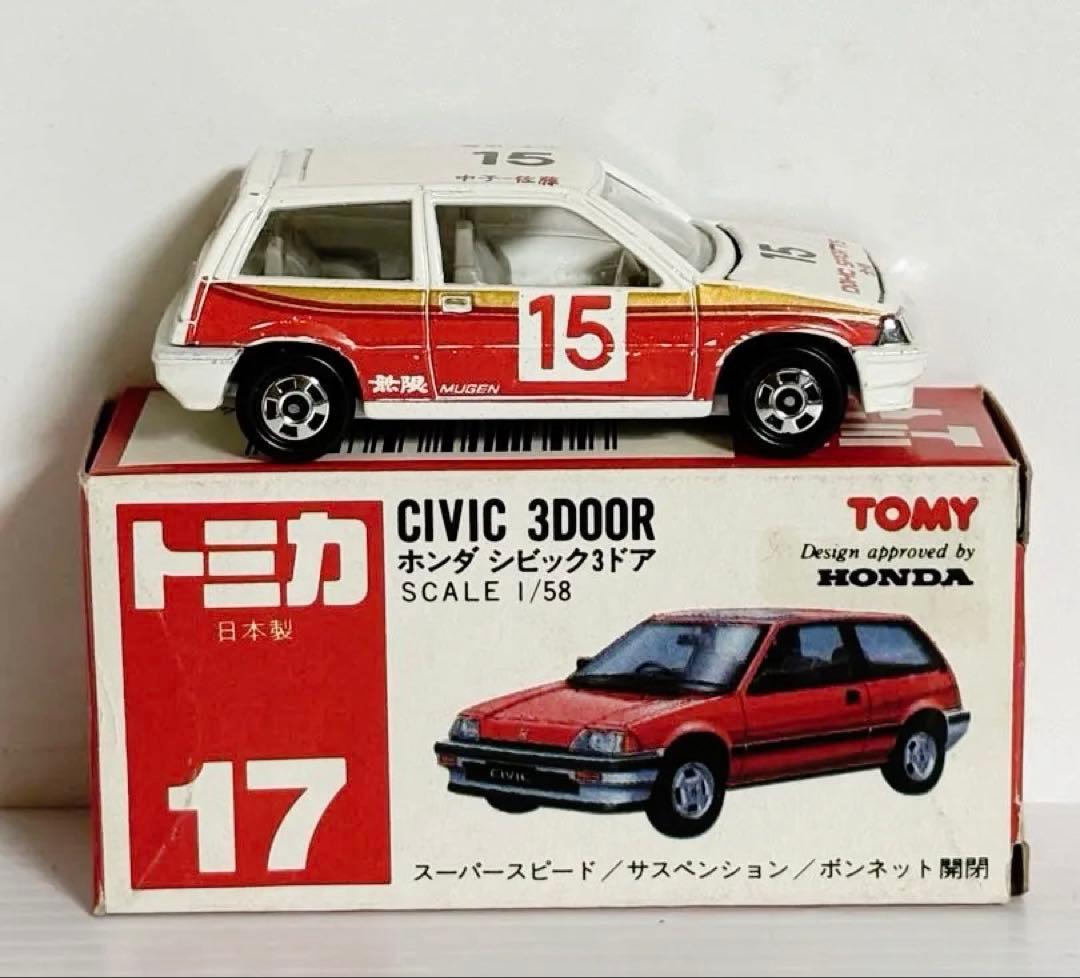 15
中子 佐藤
15
15
無限 MUGEN
トミカ
日本製
17
CIVIC 3DOOR
ホンダ シビック3ドア
SCALE 1/58
TOMY
Design approved by
HONDA
CIVIC
スーパースピード/サスペンション/ボンネット開閉